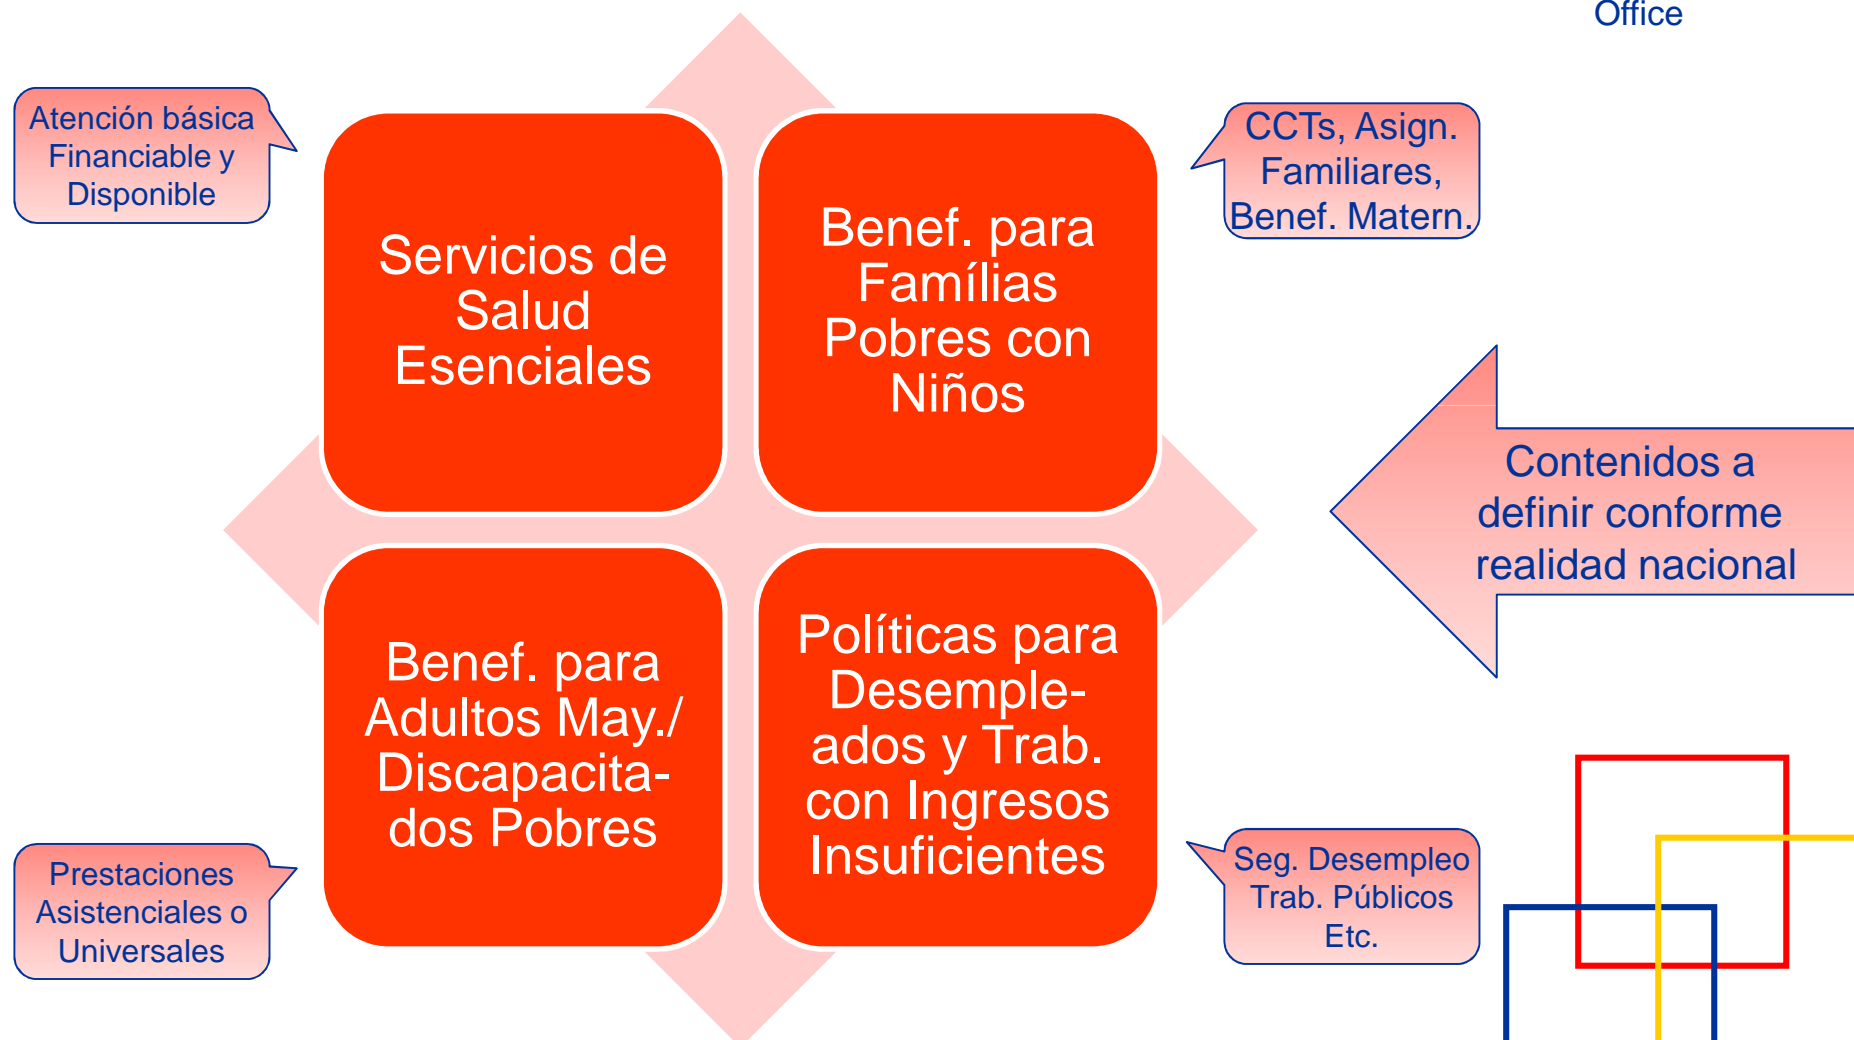 Office
Atención básica
Financiable y
Disponible
Servicios de
Salud
Esenciales
Benef. para
Famílias
Pobres con
Niños
CCTs, Asign.
Familiares,
Benef. Matern.
Contenidos a
definir conforme
realidad nacional
Benef. para
Adultos May./
Discapacita-
dos Pobres
Políticas para
Desemple-
ados y Trab.
con Ingresos
Insuficientes
Prestaciones
Asistenciales o
Universales
Seg. Desempleo
Trab. Públicos
Etc.